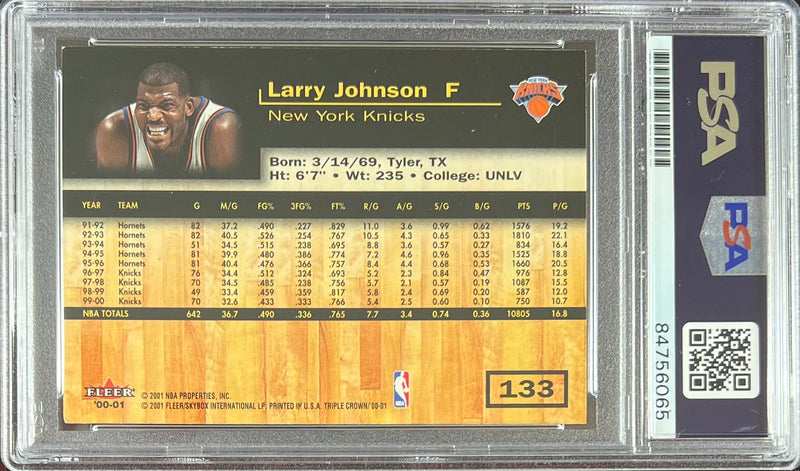 Larry Johnson F
New York Knicks
NEW YORK
KNICKS
Born: 3/14/69, Tyler, TX
Ht: 6'7" • Wt: 235 • College: UNLV
YEAR TEAM G M/G FG% 3FG% FT% R/G A/G S/G B/G PTS P/G
91-92 Hornets 82 37.2 .490 .227 .829 11.0 3.6 0.99 0.62 1576 19.2
92-93 Hornets 82 40.5 .526 .254 .767 10.5 4.3 0.65 0.33 1810 22.1
93-94 Hornets 51 34.5 .515 .238 .695 8.8 3.6 0.57 0.27 834 16.4
94-95 Hornets 81 39.9 .480 .386 .774 7.2 4.6 0.96 0.35 1525 18.8
95-96 Hornets 81 40.4 .476 .366 .757 8.4 4.4 0.68 0.53 1660 20.5
96-97 Knicks 76 34.4 .512 .324 .693 5.2 2.3 0.84 0.47 976 12.8
97-98 Knicks 70 34.5 .485 .238 .756 5.7 2.1 0.57 0.21 1087 15.5
98-99 Knicks 49 33.4 .459 .359 .817 5.8 2.4 0.69 0.20 587 12.0
99-00 Knicks 70 32.6 .433 .333 .766 5.4 2.5 0.60 0.10 750 10.7
NBA TOTALS 642 36.7 .490 .336 .765 7.7 3.4 0.74 0.36 10805 16.8
FLEER
'00-01
© 2001 NBA PROPERTIES, INC.
© 2001 FLEER/SKYBOX INTERNATIONAL LP. PRINTED IN U.S.A. TRIPLE CROWN/'00-01
NBA
133
PSA
PSA
84756065
PSA